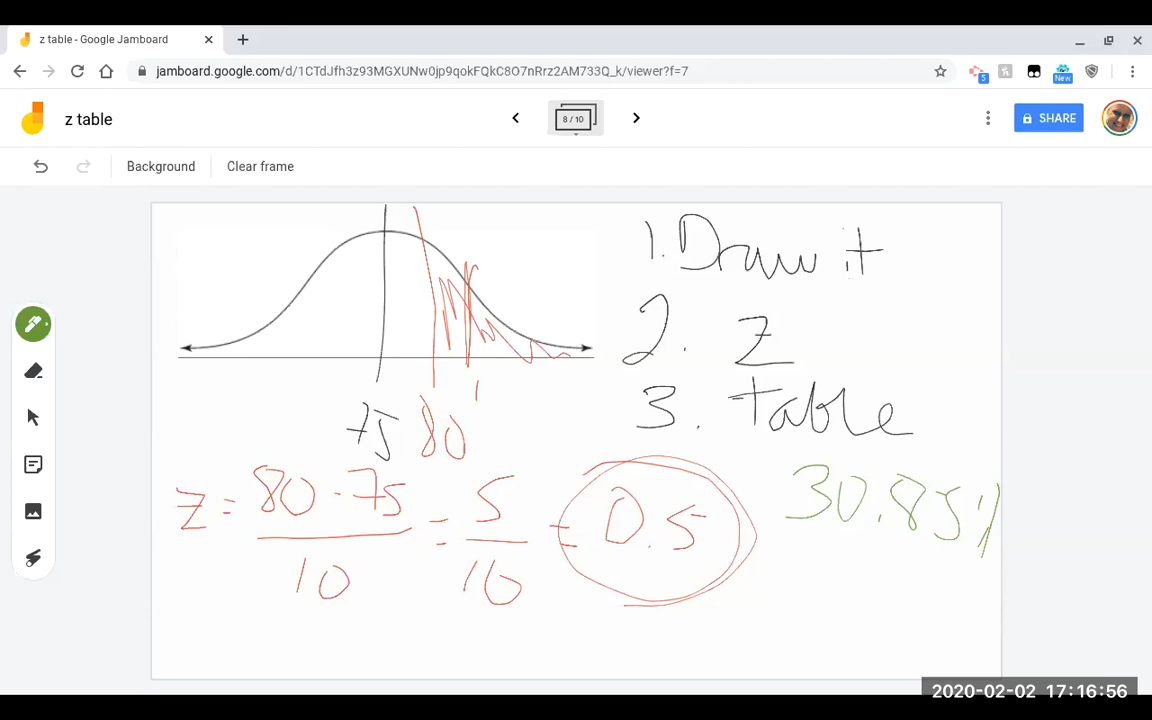 z table - Google Jamboard
jamboard.google.com/d/1CTdJfh3z93MGXUNw0jp9qokFQkC8O7nRrz2AM733Q_k/viewer?f=7
5
New
z table
8 / 10
SHARE
Background
Clear frame
1. Draw it
2. z
3. table
75 80
z = 80 - 75 / 10 = 5 / 10 = 0.5
30.85%
2020-02-02 17:16:56